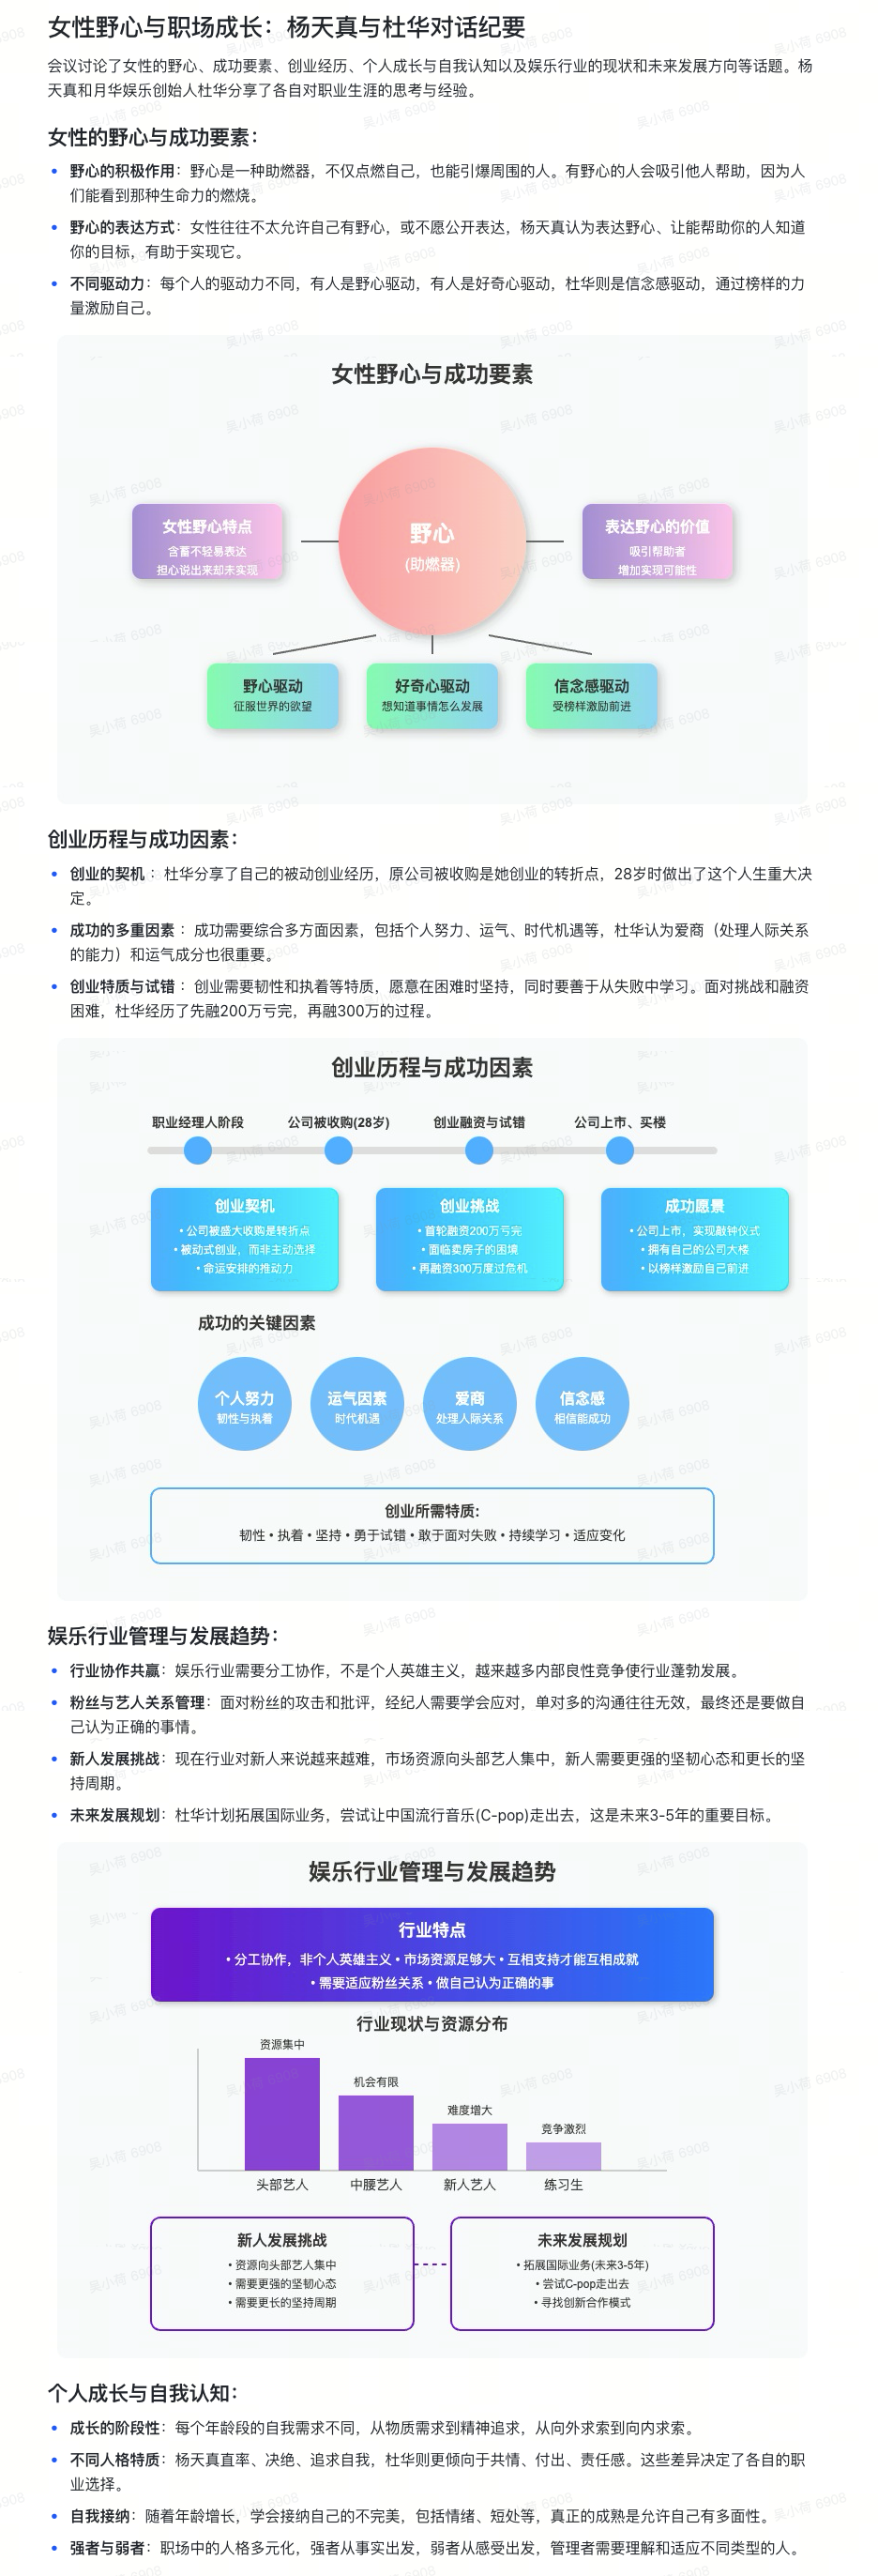 女性野心与职场成长：杨天真与杜华对话纪要
会议讨论了女性的野心、成功要素、创业经历、个人成长与自我认知以及娱乐行业的现状和未来发展方向等话题。杨
天真和月华娱乐创始人杜华分享了各自对职业生涯的思考与经验。
女性的野心与成功要素：
• 野心的积极作用：野心是一种助燃器，不仅点燃自己，也能引爆周围的人。有野心的人会吸引他人帮助，因为人
们能看到那种生命力的燃烧。
• 野心的表达方式：女性往往不太允许自己有野心，或不愿公开表达，杨天真认为表达野心、让能帮助你的人知道
你的目标，有助于实现它。
• 不同驱动力：每个人的驱动力不同，有人是野心驱动，有人是好奇心驱动，杜华则是信念感驱动，通过榜样的力
量激励自己。
女性野心与成功要素
女性野心特点
含蓄不轻易表达
担心说出来却未实现
野心
(助燃器)
表达野心的价值
吸引帮助者
增加实现可能性
野心驱动
征服世界的欲望
好奇心驱动
想知道事情怎么发展
信念感驱动
受榜样激励前进
创业历程与成功因素：
• 创业的契机 ：杜华分享了自己的被动创业经历，原公司被收购是她创业的转折点，28岁时做出了这个人生重大决
定。
• 成功的多重因素 ：成功需要综合多方面因素，包括个人努力、运气、时代机遇等，杜华认为爱商（处理人际关系
的能力）和运气成分也很重要。
• 创业特质与试错 ：创业需要韧性和执着等特质，愿意在困难时坚持，同时要善于从失败中学习。面对挑战和融资
困难，杜华经历了先融200万亏完，再融300万的过程。
创业历程与成功因素
职业经理人阶段 公司被收购(28岁) 创业融资与试错 公司上市、买楼
创业契机
• 公司被盛大收购是转折点
• 被动式创业，而非主动选择
• 命运安排的推动力
创业挑战
• 首轮融资200万亏完
• 面临卖房子的困境
• 再融资300万度过危机
成功愿景
• 公司上市，实现敲钟仪式
• 拥有自己的公司大楼
• 以榜样激励自己前进
成功的关键因素
个人努力
韧性与执着
运气因素
时代机遇
爱商
处理人际关系
信念感
相信能成功
创业所需特质:
韧性 • 执着 • 坚持 • 勇于试错 • 敢于面对失败 • 持续学习 • 适应变化
娱乐行业管理与发展趋势：
• 行业协作共赢：娱乐行业需要分工协作，不是个人英雄主义，越来越多内部良性竞争使行业蓬勃发展。
• 粉丝与艺人关系管理：面对粉丝的攻击和批评，经纪人需要学会应对，单对多的沟通往往无效，最终还是要做自
己认为正确的事情。
• 新人发展挑战：现在行业对新人来说越来越难，市场资源向头部艺人集中，新人需要更强的坚韧心态和更长的坚
持周期。
• 未来发展规划：杜华计划拓展国际业务，尝试让中国流行音乐(C-pop)走出去，这是未来3-5年的重要目标。
娱乐行业管理与发展趋势
行业特点
• 分工协作，非个人英雄主义 • 市场资源足够大 • 互相支持才能互相成就
• 需要适应粉丝关系 • 做自己认为正确的事
行业现状与资源分布
资源集中
机会有限
难度增大
竞争激烈
头部艺人 中腰艺人 新人艺人 练习生
新人发展挑战
• 资源向头部艺人集中
• 需要更强的坚韧心态
• 需要更长的坚持周期
未来发展规划
• 拓展国际业务(未来3-5年)
• 尝试C-pop走出去
• 寻找创新合作模式
个人成长与自我认知：
• 成长的阶段性：每个年龄段的自我需求不同，从物质需求到精神追求，从向外求索到向内求索。
• 不同人格特质：杨天真直率、决绝、追求自我，杜华则更倾向于共情、付出、责任感。这些差异决定了各自的职
业选择。
• 自我接纳：随着年龄增长，学会接纳自己的不完美，包括情绪、短处等，真正的成熟是允许自己有多面性。
• 强者与弱者：职场中的人格多元化，强者从事实出发，弱者从感受出发，管理者需要理解和适应不同类型的人。
吴小荷 6908